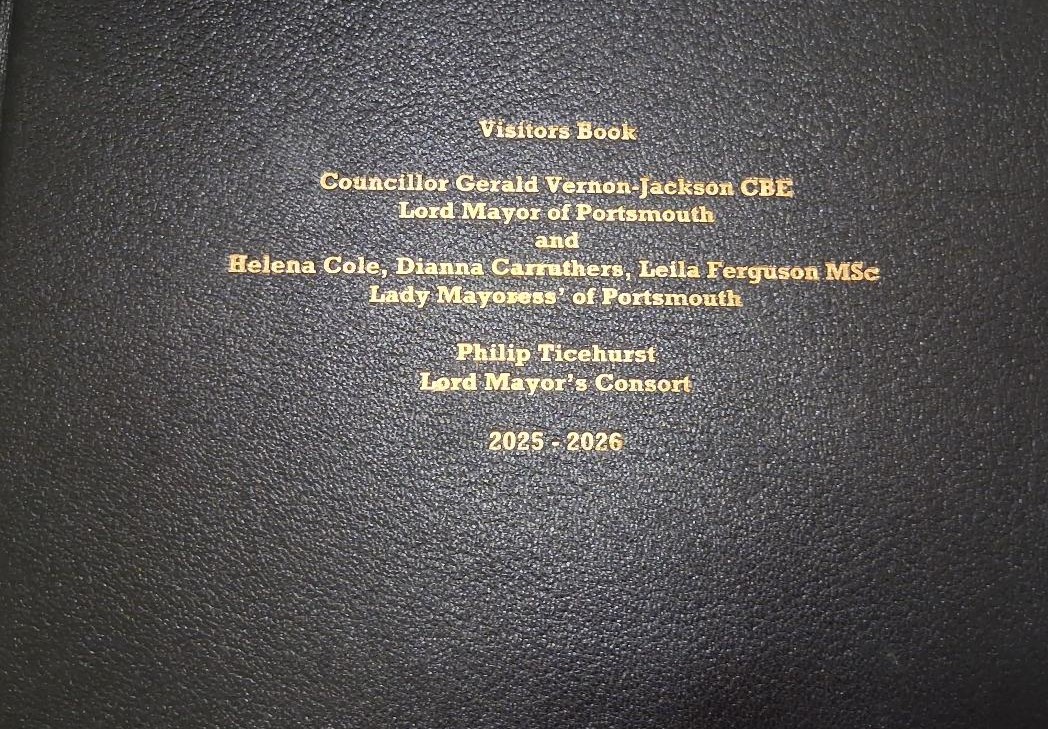 Visitors Book
Councillor Gerald Vernon-Jackson CBE
Lord Mayor of Portsmouth
and
Helena Cole, Dianna Carruthers, Leila Ferguson MSc
Lady Mayoress’ of Portsmouth
Philip Ticehurst
Lord Mayor’s Consort
2025 - 2026